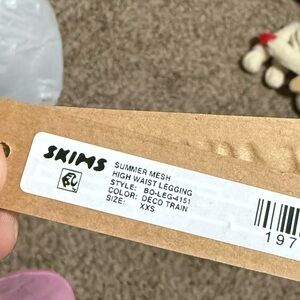 SKIMS
SUMMER MESH
HIGH WAIST LEGGING
STYLE: BO-LEG-4151
COLOR: DECO TRAIN
SIZE: XXS
197